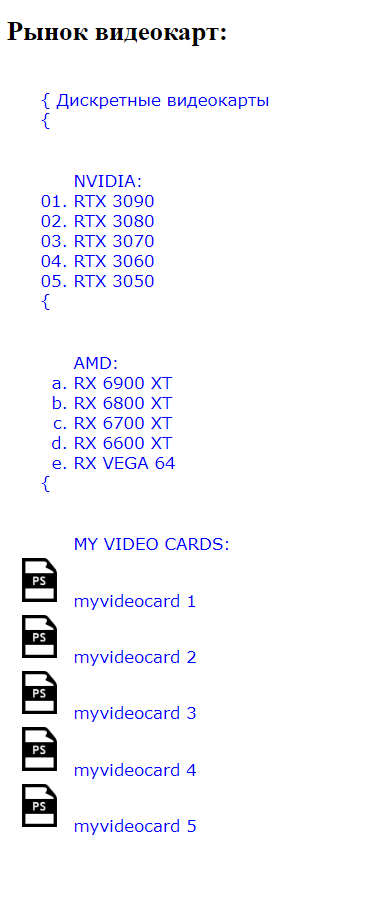 Рынок видеокарт:
{ Дискретные видеокарты
{
NVIDIA:
01. RTX 3090
02. RTX 3080
03. RTX 3070
04. RTX 3060
05. RTX 3050
{
AMD:
a. RX 6900 XT
b. RX 6800 XT
c. RX 6700 XT
d. RX 6600 XT
e. RX VEGA 64
{
MY VIDEO CARDS:
PS myvideocard 1
PS myvideocard 2
PS myvideocard 3
PS myvideocard 4
PS myvideocard 5